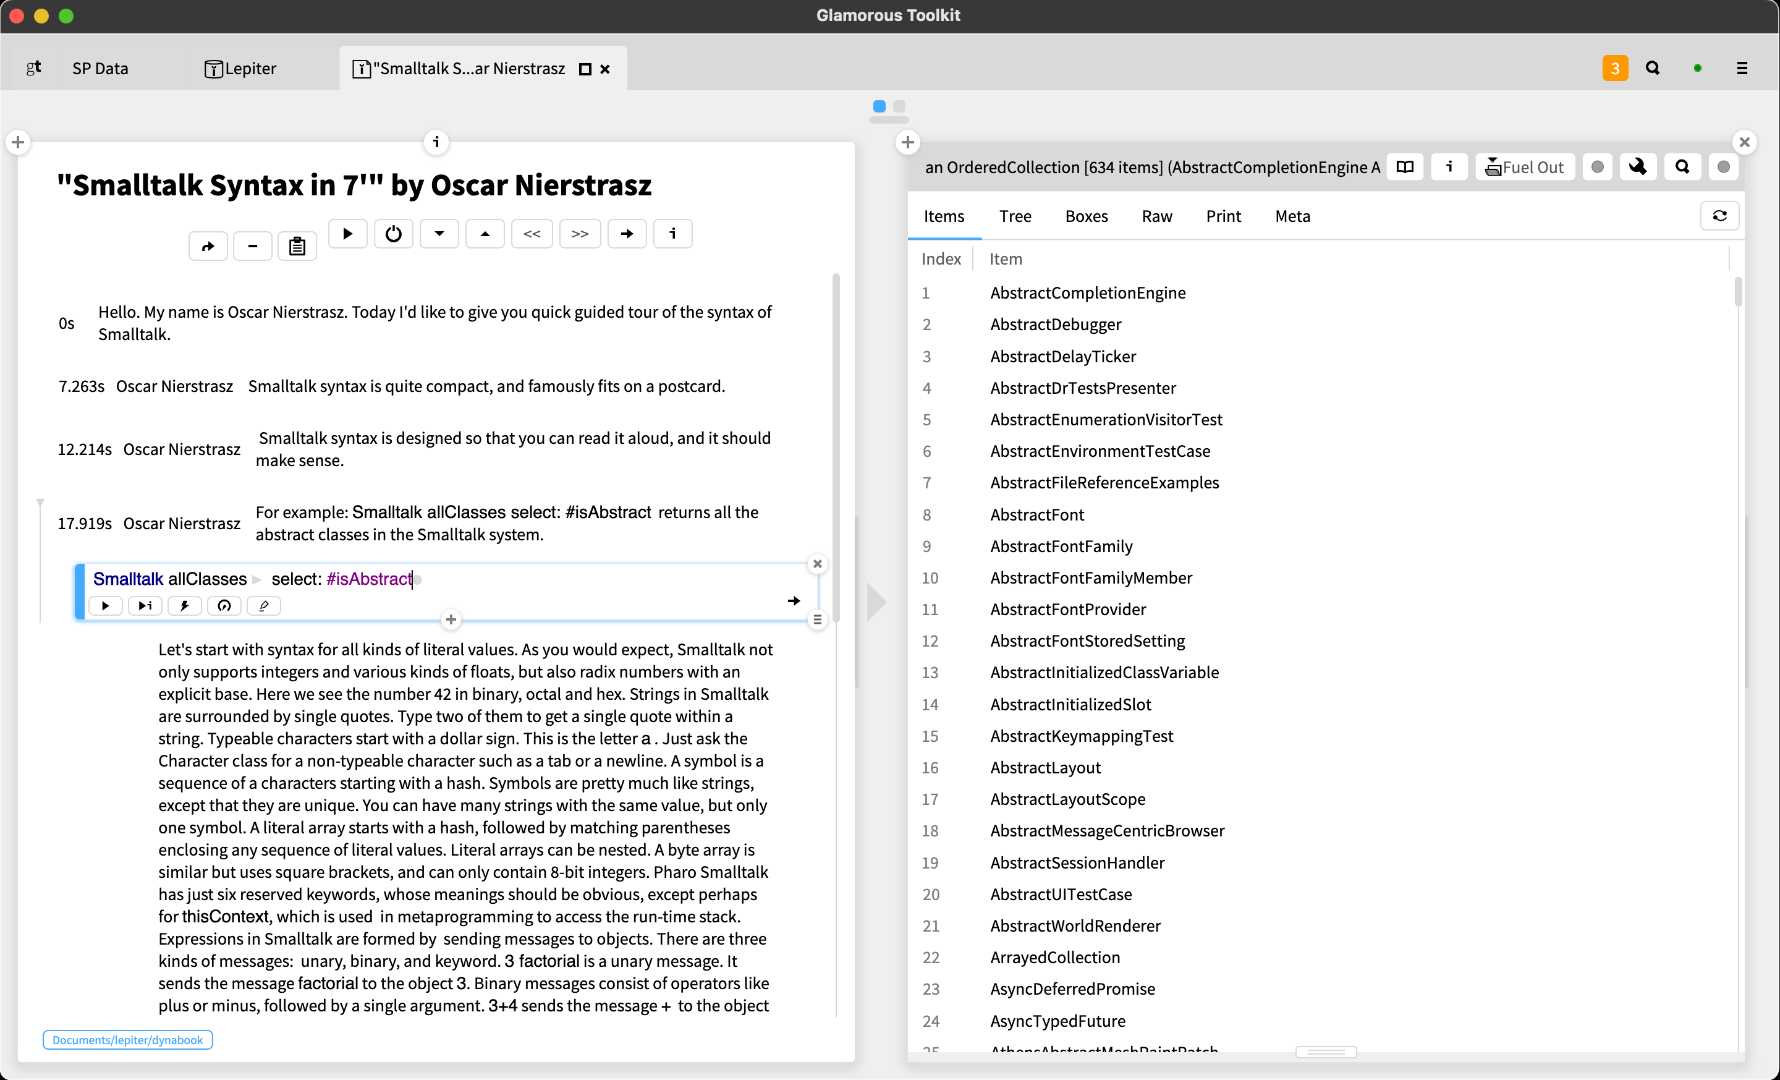 Glamorous Toolkit
gt SP Data Lepiter "Smalltalk S...ar Nierstrasz 3
"Smalltalk Syntax in 7'" by Oscar Nierstrasz
<< >> i
0s Hello. My name is Oscar Nierstrasz. Today I'd like to give you quick guided tour of the syntax of
Smalltalk.
7.263s Oscar Nierstrasz Smalltalk syntax is quite compact, and famously fits on a postcard.
12.214s Oscar Nierstrasz Smalltalk syntax is designed so that you can read it aloud, and it should
make sense.
17.919s Oscar Nierstrasz For example: Smalltalk allClasses select: #isAbstract returns all the
abstract classes in the Smalltalk system.
Smalltalk allClasses select: #isAbstract
Let's start with syntax for all kinds of literal values. As you would expect, Smalltalk not
only supports integers and various kinds of floats, but also radix numbers with an
explicit base. Here we see the number 42 in binary, octal and hex. Strings in Smalltalk
are surrounded by single quotes. Type two of them to get a single quote within a
string. Typeable characters start with a dollar sign. This is the letter a . Just ask the
Character class for a non-typeable character such as a tab or a newline. A symbol is a
sequence of a characters starting with a hash. Symbols are pretty much like strings,
except that they are unique. You can have many strings with the same value, but only
one symbol. A literal array starts with a hash, followed by matching parentheses
enclosing any sequence of literal values. Literal arrays can be nested. A byte array is
similar but uses square brackets, and can only contain 8-bit integers. Pharo Smalltalk
has just six reserved keywords, whose meanings should be obvious, except perhaps
for thisContext, which is used in metaprogramming to access the run-time stack.
Expressions in Smalltalk are formed by sending messages to objects. There are three
kinds of messages: unary, binary, and keyword. 3 factorial is a unary message. It
sends the message factorial to the object 3. Binary messages consist of operators like
plus or minus, followed by a single argument. 3+4 sends the message + to the object
Documents/lepiter/dynabook
an OrderedCollection [634 items] (AbstractCompletionEngine A
i Fuel Out
Items Tree Boxes Raw Print Meta
Index Item
1 AbstractCompletionEngine
2 AbstractDebugger
3 AbstractDelayTicker
4 AbstractDrTestsPresenter
5 AbstractEnumerationVisitorTest
6 AbstractEnvironmentTestCase
7 AbstractFileReferenceExamples
8 AbstractFont
9 AbstractFontFamily
10 AbstractFontFamilyMember
11 AbstractFontProvider
12 AbstractFontStoredSetting
13 AbstractInitializedClassVariable
14 AbstractInitializedSlot
15 AbstractKeymappingTest
16 AbstractLayout
17 AbstractLayoutScope
18 AbstractMessageCentricBrowser
19 AbstractSessionHandler
20 AbstractUITestCase
21 AbstractWorldRenderer
22 ArrayedCollection
23 AsyncDeferredPromise
24 AsyncTypedFuture
25 AthensAbstractMeshPaintPatch